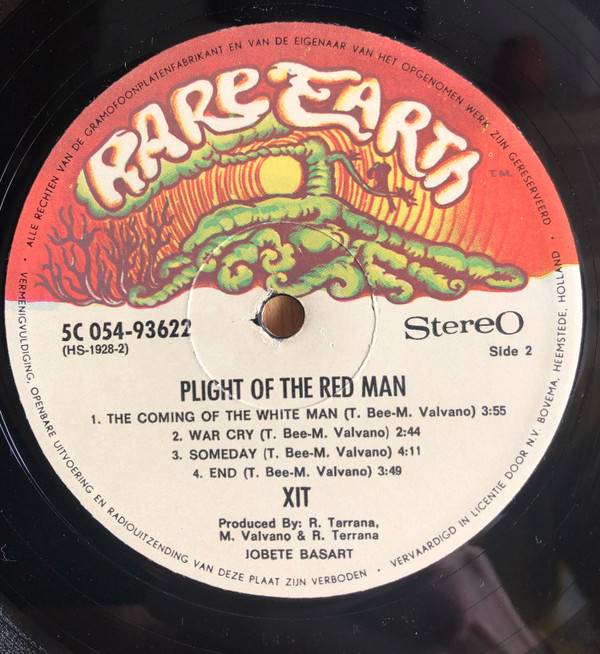 • ALLE RECHTEN VAN DE GRAMOFOONPLATENFABRIKANT EN VAN DE EIGENAAR VAN HET OPGENOMEN WERK ZIJN GERESERVEERD •
RARE EARTH
T.M.
5C 054-93622
(HS-1928-2)
StereO
Side 2
PLIGHT OF THE RED MAN
1. THE COMING OF THE WHITE MAN (T. Bee-M. Valvano) 3:55
2. WAR CRY (T. Bee-M. Valvano) 2:44
3. SOMEDAY (T. Bee-M. Valvano) 4:11
4. END (T. Bee-M. Valvano) 3:49
XIT
Produced By: R. Tarrana,
M. Valvano & R. Terrana
JOBETE BASART
VERMENIGVULDIGING, OPENBARE UITVOERING EN RADIOUITZENDING VAN DEZE PLAAT ZIJN VERBODEN • VERVAARDIGD IN LICENTIE DOOR N.V. BOVEMA, HEEMSTEDE, HOLLAND